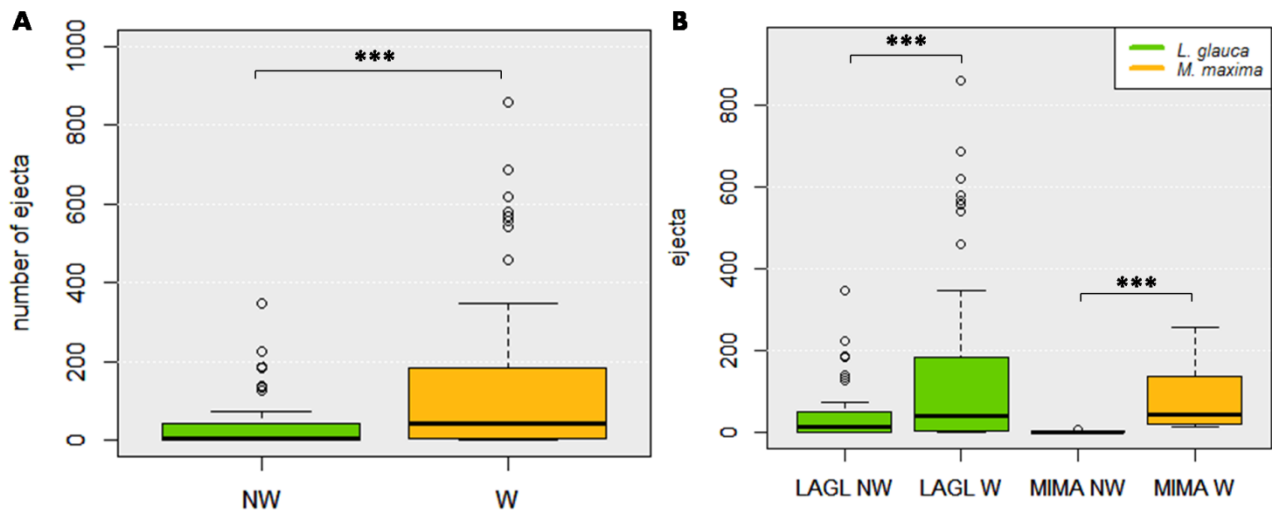 A
number of ejecta
1000
800
600
400
200
0
***
NW
W
B
ejecta
800
600
400
200
0
***
***
L. glauca
M. maxima
LAGL NW
LAGL W
MIMA NW
MIMA W